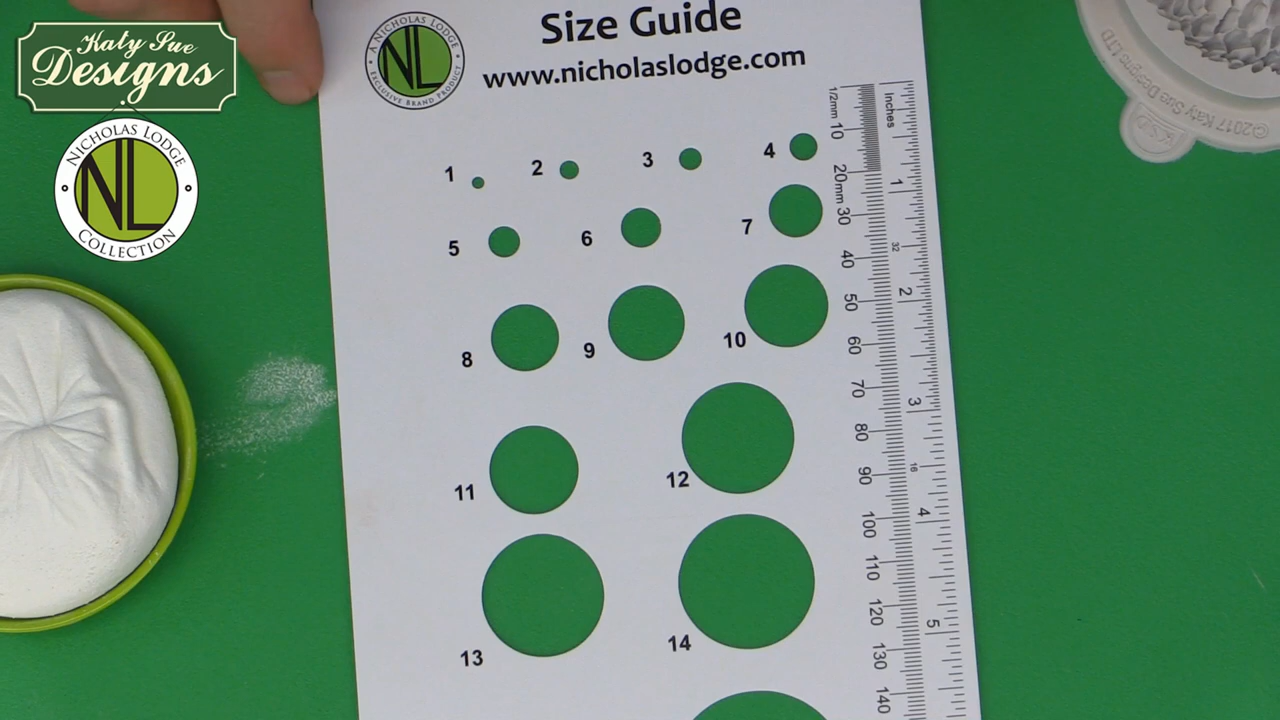 Katy Sue
Designs
NICHOLAS LODGE
NL
COLLECTION
A NICHOLAS LODGE
NL
EXCLUSIVE BRAND PRODUCT
Size Guide
www.nicholaslodge.com
1 2 3 4
5 6 7
8 9 10
11 12
13 14
1/2mm 10 20mm 30 40 50 60 70 80 90 100 110 120 130 140
Inches 1 32 2 3 16 4 5
©2017 Katy Sue Designs LTD
KSD